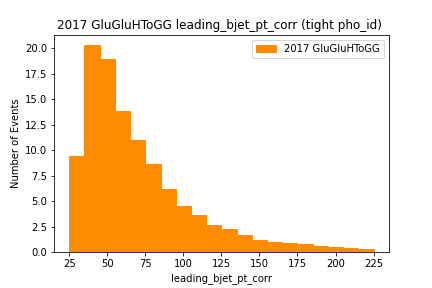 2017 GluGluHToGG leading_bjet_pt_corr (tight pho_id)
2017 GluGluHToGG
20.0
17.5
15.0
12.5
10.0
7.5
5.0
2.5
0.0
Number of Events
25 50 75 100 125 150 175 200 225
leading_bjet_pt_corr